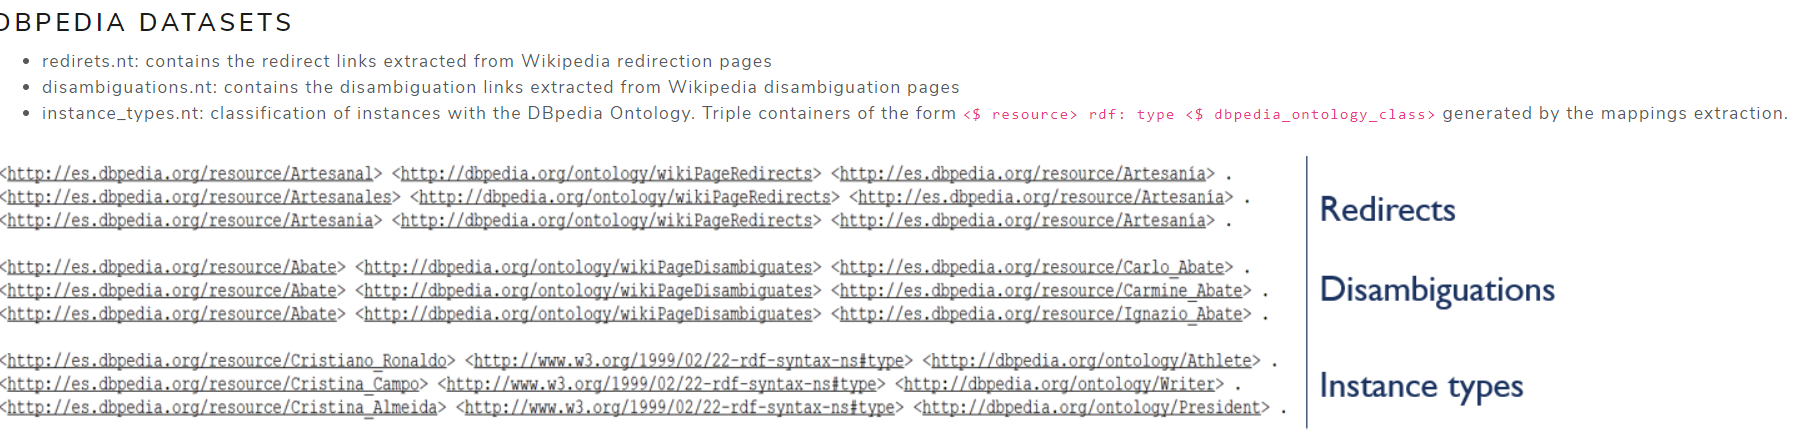 DBPEDIA DATASETS
• redirets.nt: contains the redirect links extracted from Wikipedia redirection pages
• disambiguations.nt: contains the disambiguation links extracted from Wikipedia disambiguation pages
• instance_types.nt: classification of instances with the DBpedia Ontology. Triple containers of the form <$ resource> rdf: type <$ dbpedia_ontology_class> generated by the mappings extraction.
<http://es.dbpedia.org/resource/Artesanal> <http://dbpedia.org/ontology/wikiPageRedirects> <http://es.dbpedia.org/resource/Artesanía> .
<http://es.dbpedia.org/resource/Artesanales> <http://dbpedia.org/ontology/wikiPageRedirects> <http://es.dbpedia.org/resource/Artesanía> .
<http://es.dbpedia.org/resource/Artesania> <http://dbpedia.org/ontology/wikiPageRedirects> <http://es.dbpedia.org/resource/Artesanía> .
Redirects
<http://es.dbpedia.org/resource/Abate> <http://dbpedia.org/ontology/wikiPageDisambiguates> <http://es.dbpedia.org/resource/Carlo_Abate> .
<http://es.dbpedia.org/resource/Abate> <http://dbpedia.org/ontology/wikiPageDisambiguates> <http://es.dbpedia.org/resource/Carmine_Abate> .
<http://es.dbpedia.org/resource/Abate> <http://dbpedia.org/ontology/wikiPageDisambiguates> <http://es.dbpedia.org/resource/Ignazio_Abate> .
Disambiguations
<http://es.dbpedia.org/resource/Cristiano_Ronaldo> <http://www.w3.org/1999/02/22-rdf-syntax-ns#type> <http://dbpedia.org/ontology/Athlete> .
<http://es.dbpedia.org/resource/Cristina_Campo> <http://www.w3.org/1999/02/22-rdf-syntax-ns#type> <http://dbpedia.org/ontology/Writer> .
<http://es.dbpedia.org/resource/Cristina_Almeida> <http://www.w3.org/1999/02/22-rdf-syntax-ns#type> <http://dbpedia.org/ontology/President> .
Instance types